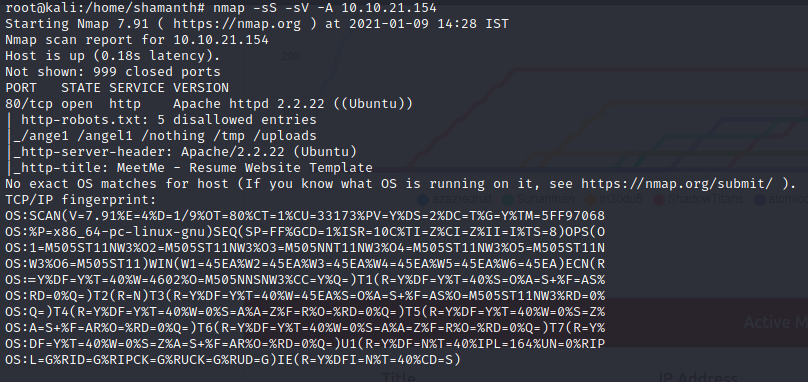 root@kali:/home/shamanth# nmap -sS -sV -A 10.10.21.154
Starting Nmap 7.91 ( https://nmap.org ) at 2021-01-09 14:28 IST
Nmap scan report for 10.10.21.154
Host is up (0.18s latency).
Not shown: 999 closed ports
PORT   STATE SERVICE VERSION
80/tcp open  http    Apache httpd 2.2.22 ((Ubuntu))
| http-robots.txt: 5 disallowed entries
|_/ange1 /angel1 /nothing /tmp /uploads
|_http-server-header: Apache/2.2.22 (Ubuntu)
|_http-title: MeetMe - Resume Website Template
No exact OS matches for host (If you know what OS is running on it, see https://nmap.org/submit/ ).
TCP/IP fingerprint:
OS:SCAN(V=7.91%E=4%D=1/9%OT=80%CT=1%CU=33173%PV=Y%DS=2%DC=T%G=Y%TM=5FF97068
OS:%P=x86_64-pc-linux-gnu)SEQ(SP=FF%GCD=1%ISR=10C%TI=Z%CI=Z%II=I%TS=8)OPS(O
OS:1=M505ST11NW3%O2=M505ST11NW3%O3=M505NNT11NW3%O4=M505ST11NW3%O5=M505ST11N
OS:W3%O6=M505ST11)WIN(W1=45EA%W2=45EA%W3=45EA%W4=45EA%W5=45EA%W6=45EA)ECN(R
OS:=Y%DF=Y%T=40%W=4602%O=M505NNSNW3%CC=Y%Q=)T1(R=Y%DF=Y%T=40%S=O%A=S+%F=AS%
OS:RD=0%Q=)T2(R=N)T3(R=Y%DF=Y%T=40%W=45EA%S=O%A=S+%F=AS%O=M505ST11NW3%RD=0%
OS:Q=)T4(R=Y%DF=Y%T=40%W=0%S=A%A=Z%F=R%O=%RD=0%Q=)T5(R=Y%DF=Y%T=40%W=0%S=Z%
OS:A=S+%F=AR%O=%RD=0%Q=)T6(R=Y%DF=Y%T=40%W=0%S=A%A=Z%F=R%O=%RD=0%Q=)T7(R=Y%
OS:DF=Y%T=40%W=0%S=Z%A=S+%F=AR%O=%RD=0%Q=)U1(R=Y%DF=N%T=40%IPL=164%UN=0%RIP
OS:L=G%RID=G%RIPCK=G%RUCK=G%RUD=G)IE(R=Y%DFI=N%T=40%CD=S)
200
Active M
Title
IP Address